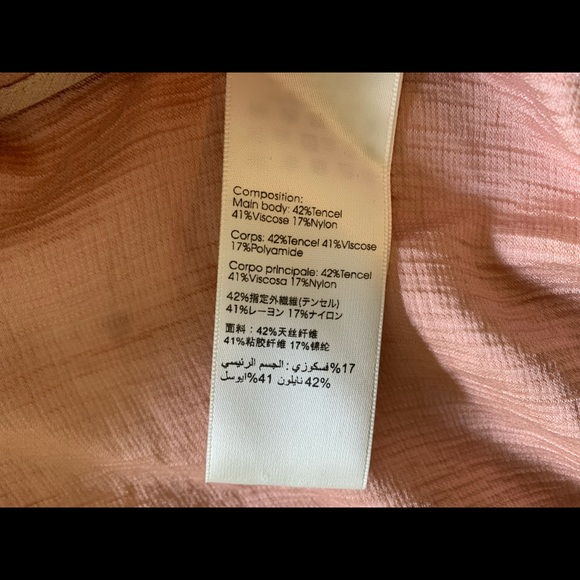 Composition:
Main body: 42%Tencel
41%Viscose 17%Nylon
Corps: 42%Tencel 41%Viscose
17%Polyamide
Corpo principale: 42%Tencel
41%Viscosa 17%Nylon
42%指定外繊維(テンセル)
41%レーヨン 17%ナイロン
面料：42%天丝纤维
41%粘胶纤维 17%锦纶
17%فسكوزي : الجسم الرئيسي
42% نايلون 41%ايوسل